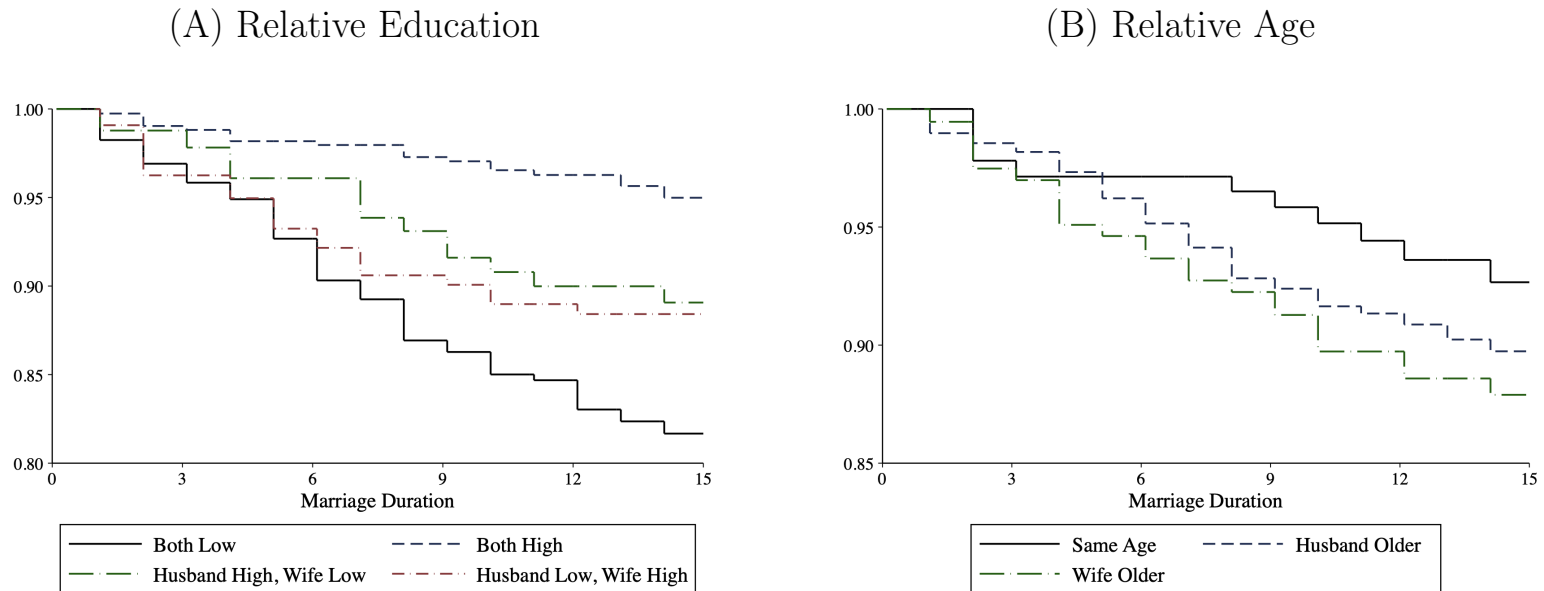 (A) Relative Education
1.00
0.95
0.90
0.85
0.80
0 3 6 9 12 15
Marriage Duration
Both Low Both High
Husband High, Wife Low Husband Low, Wife High
(B) Relative Age
1.00
0.95
0.90
0.85
0 3 6 9 12 15
Marriage Duration
Same Age Husband Older
Wife Older